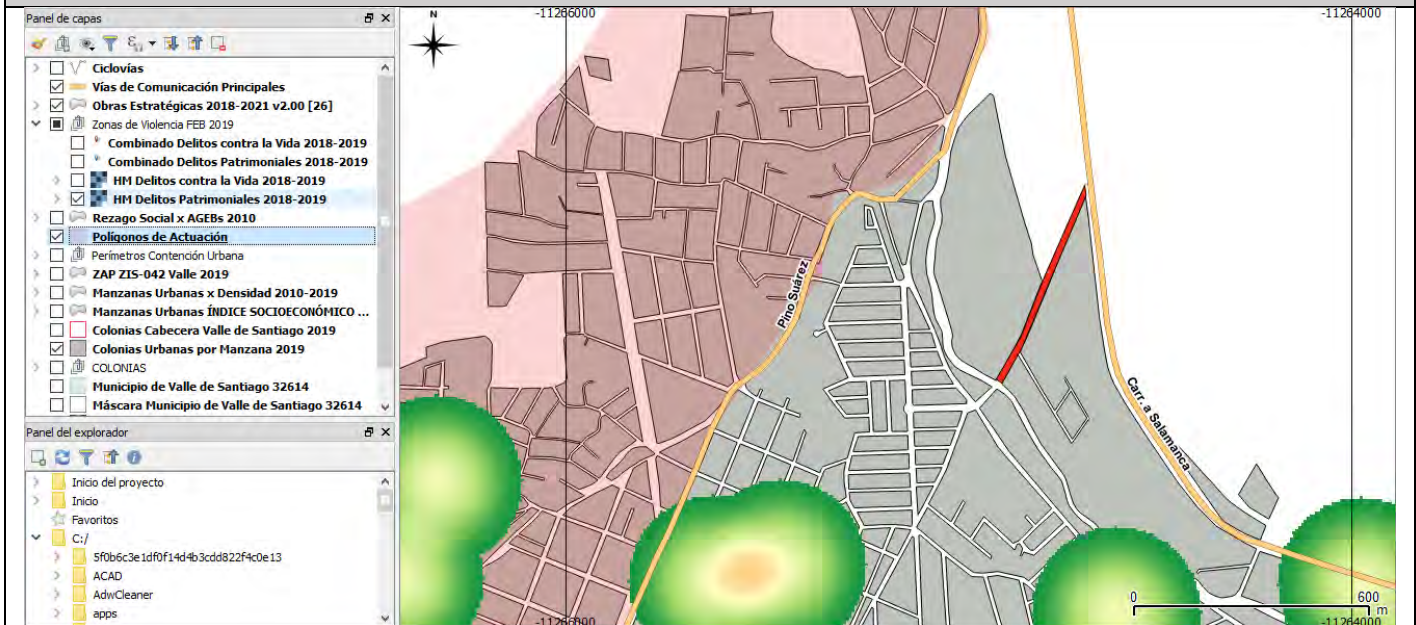 Panel de capas
Ciclovías
Vías de Comunicación Principales
Obras Estratégicas 2018-2021 v2.00 [26]
Zonas de Violencia FEB 2019
Combinado Delitos contra la Vida 2018-2019
Combinado Delitos Patrimoniales 2018-2019
HM Delitos contra la Vida 2018-2019
HM Delitos Patrimoniales 2018-2019
Rezago Social x AGEBs 2010
Polígonos de Actuación
Perímetros Contención Urbana
ZAP ZIS-042 Valle 2019
Manzanas Urbanas x Densidad 2010-2019
Manzanas Urbanas ÍNDICE SOCIOECONÓMICO ...
Colonias Cabecera Valle de Santiago 2019
Colonias Urbanas por Manzana 2019
COLONIAS
Municipio de Valle de Santiago 32614
Máscara Municipio de Valle de Santiago 32614
Panel del explorador
Inicio del proyecto
Inicio
Favoritos
C:/
5f0b6c3e1df0f14d4b3cdd822f4c0e13
ACAD
AdwCleaner
apps
N
-11266000
-11264000
Pino Suárez
Carr. a Salamanca
0
600
m
-11266000
-11264000